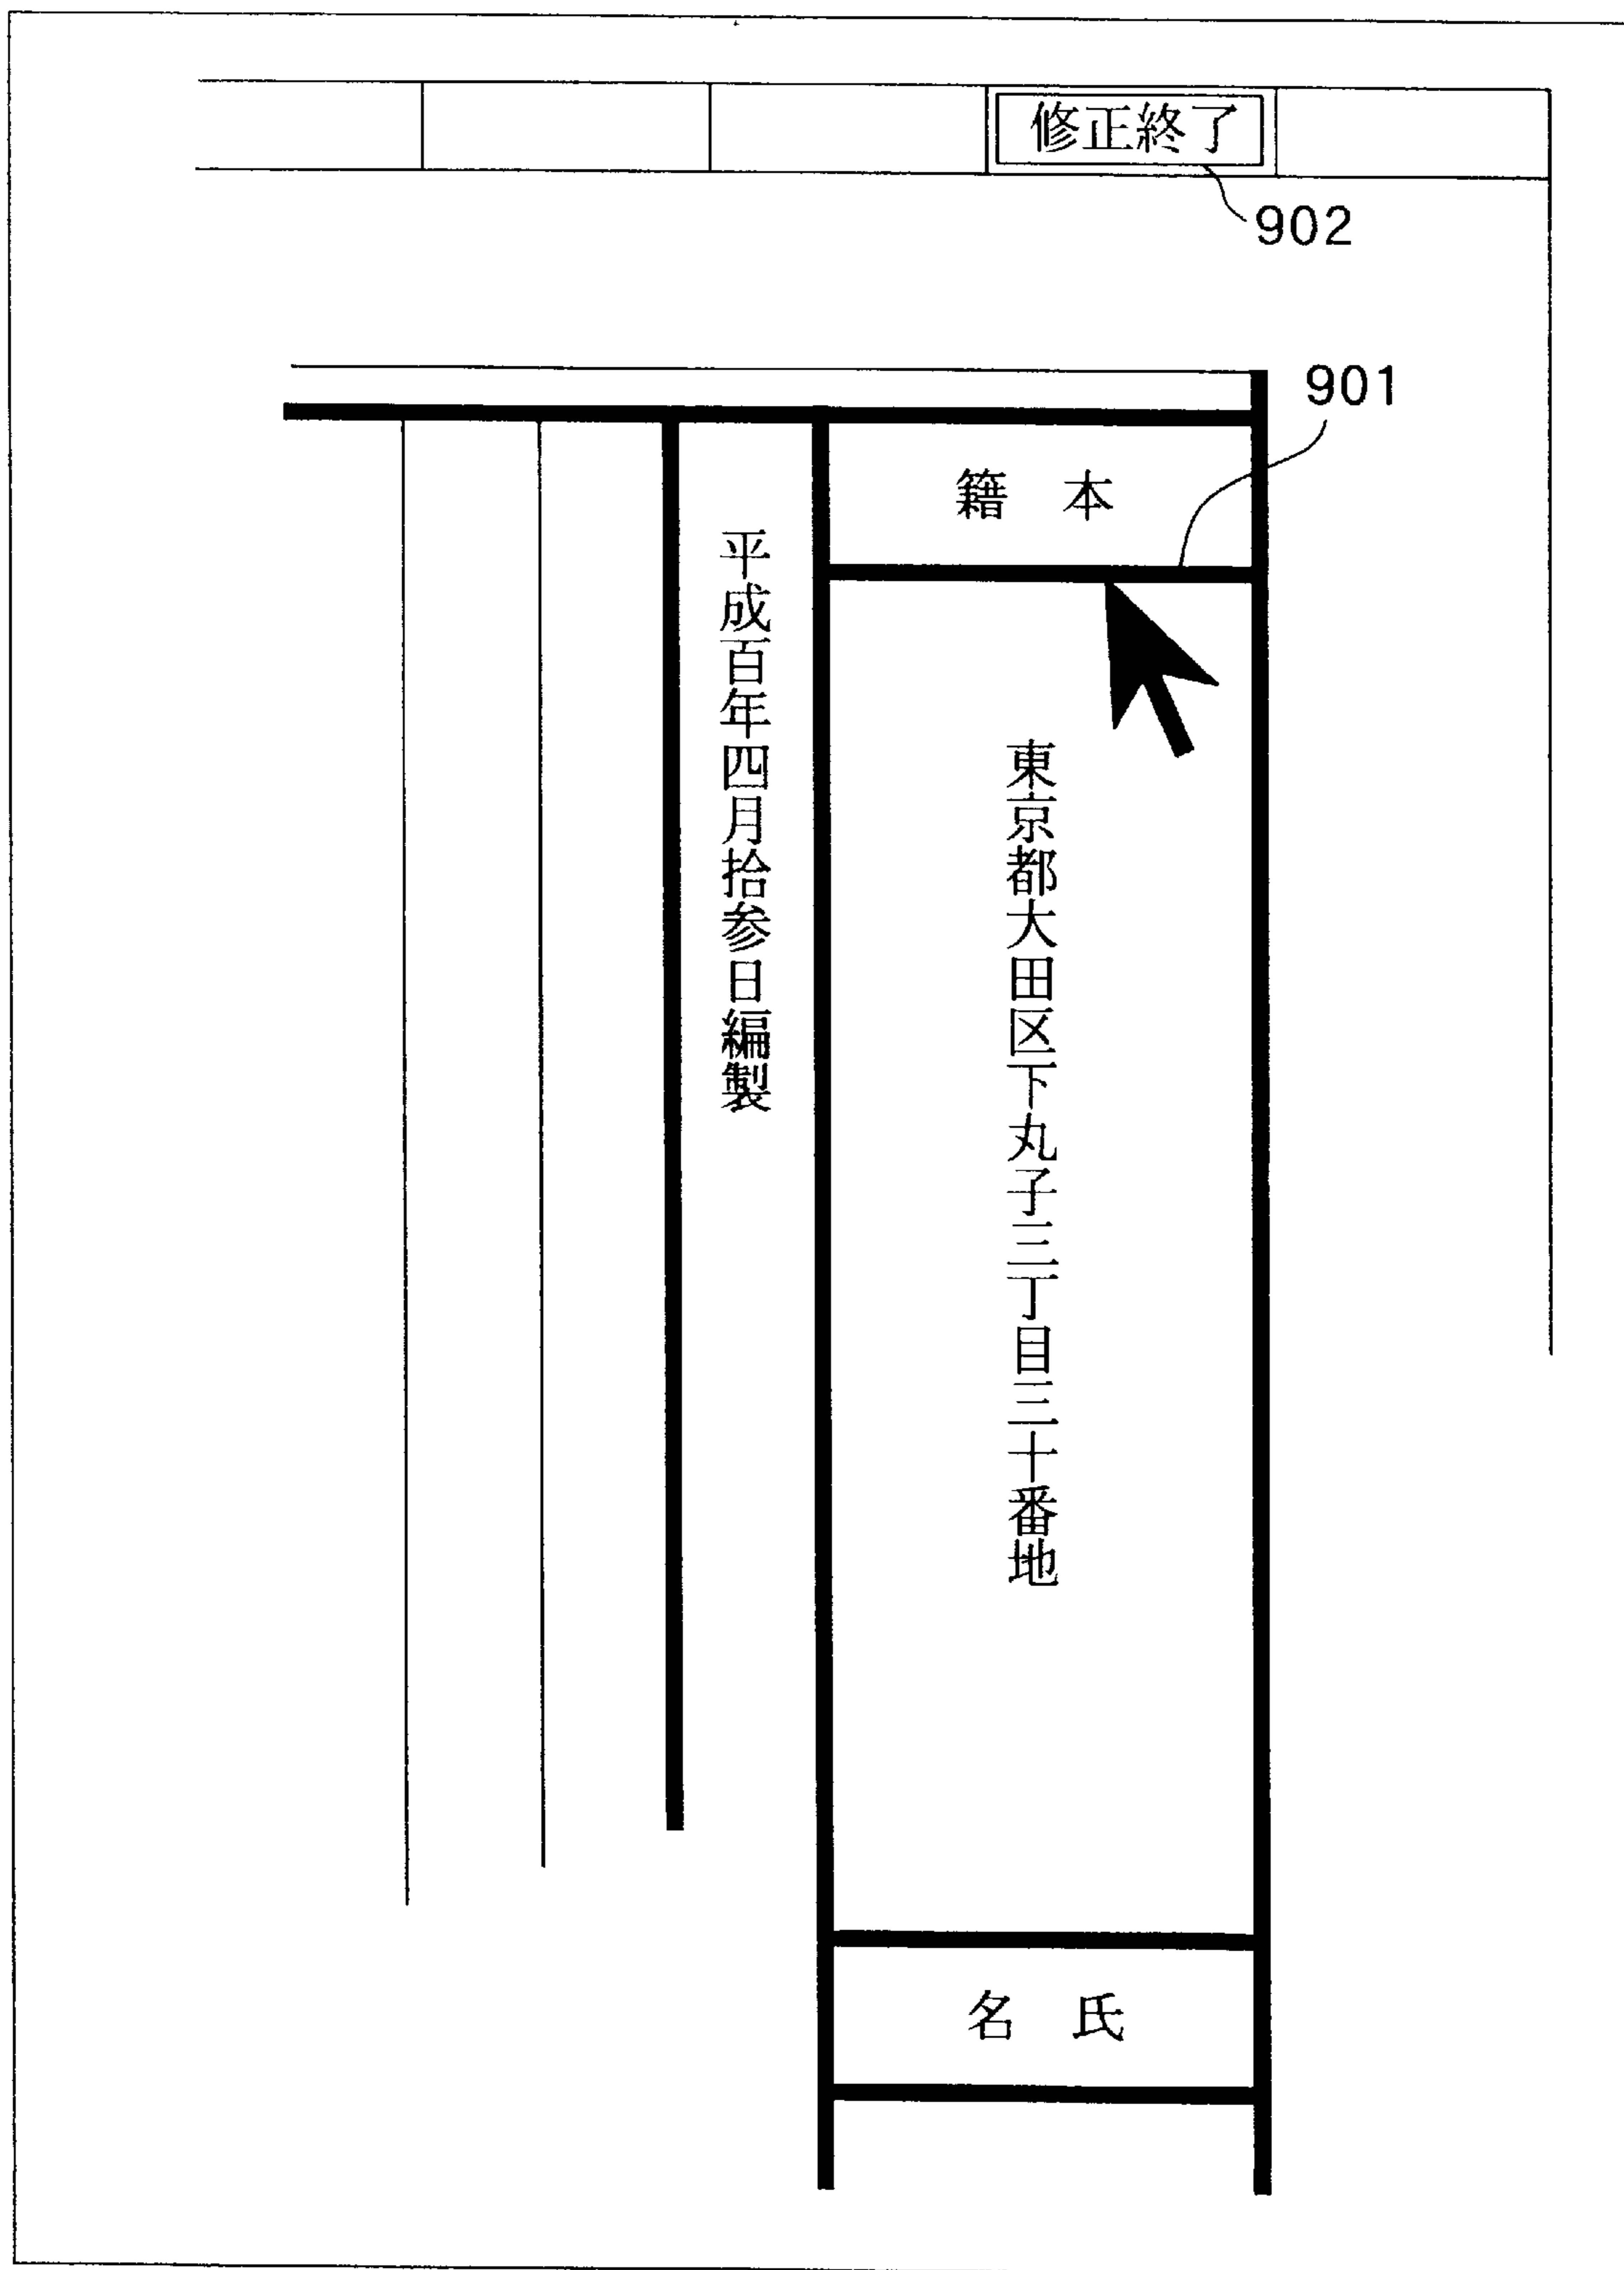 修正終了
902
901
籍 本
東京都大田区下丸子三丁目三十番地
平成百年四月拾参日編製
名 氏